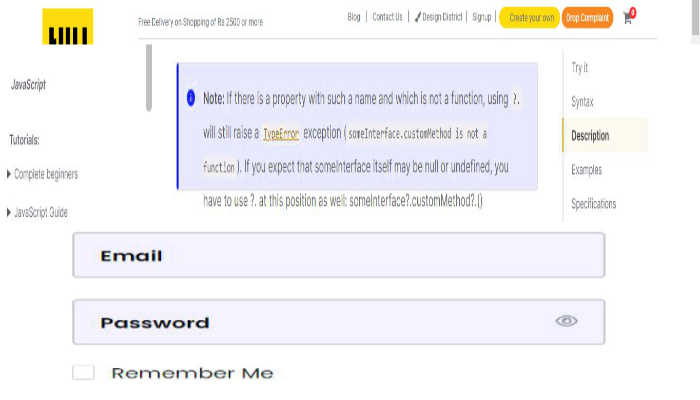 Free Delivery on Shopping of Rs 2500 or more
Blog | Contact Us | Design District | Signup | Create your own Drop Complaint 0
JavaScript
Tutorials:
Complete beginners
JavaScript Guide
Note: If there is a property with such a name and which is not a function, using ?.
will still raise a TypeError exception (someInterface.customMethod is not a
function). If you expect that someInterface itself may be null or undefined, you
have to use ?. at this position as well: someInterface?.customMethod?.()
Try it
Syntax
Description
Examples
Specifications
Email
Password
Remember Me